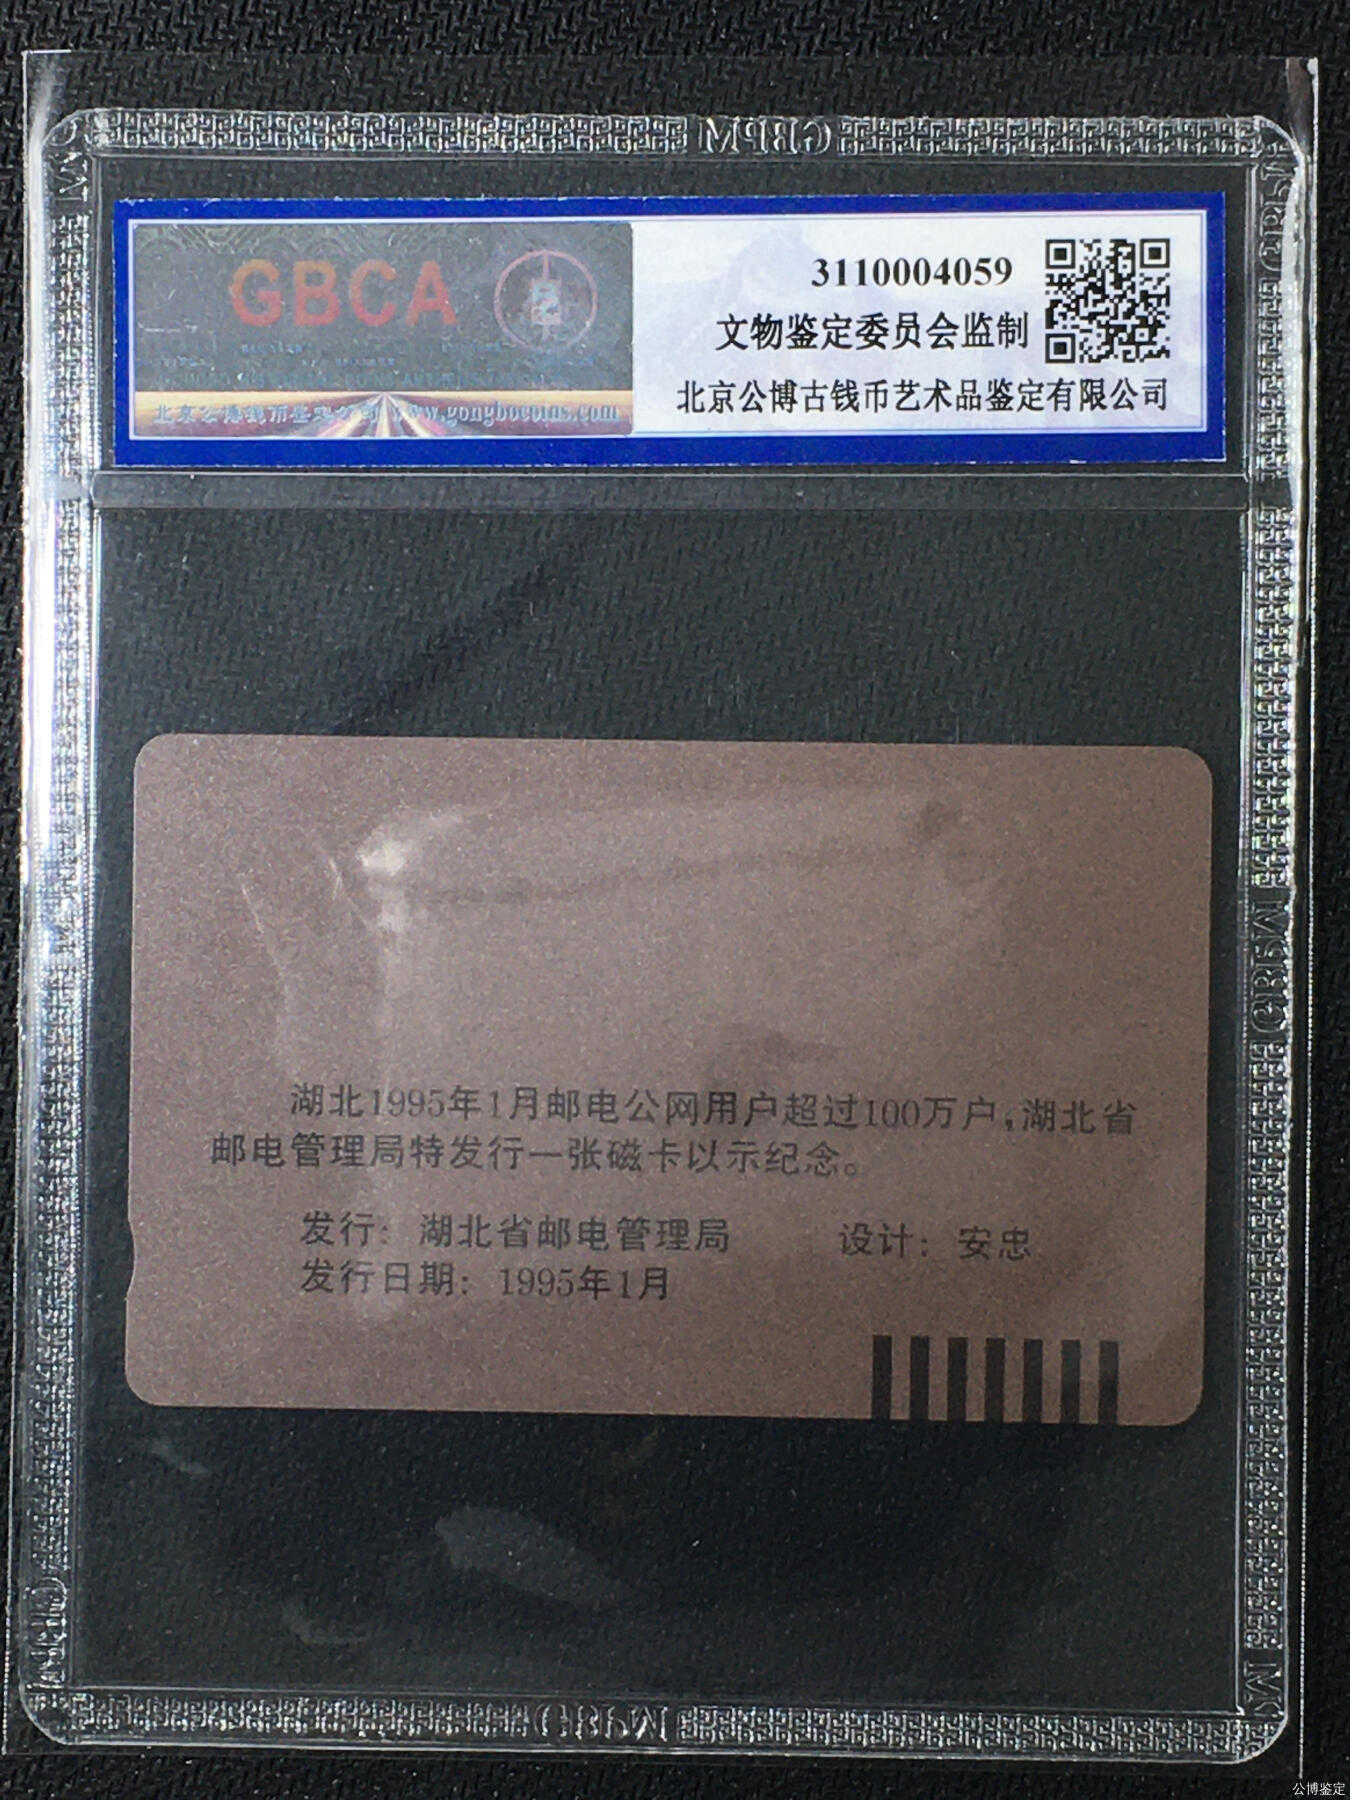 GBPM
GBCA
3110004059
文物鉴定委员会监制
北京公博古钱币艺术品鉴定有限公司
北京公博钱币鉴定公司 www.gongbocoins.com
湖北1995年1月邮电公网用户超过100万户,湖北省
邮电管理局特发行一张磁卡以示纪念。
发行: 湖北省邮电管理局 设计: 安忠
发行日期: 1995年1月
GBPM
GBPM
公博鉴定